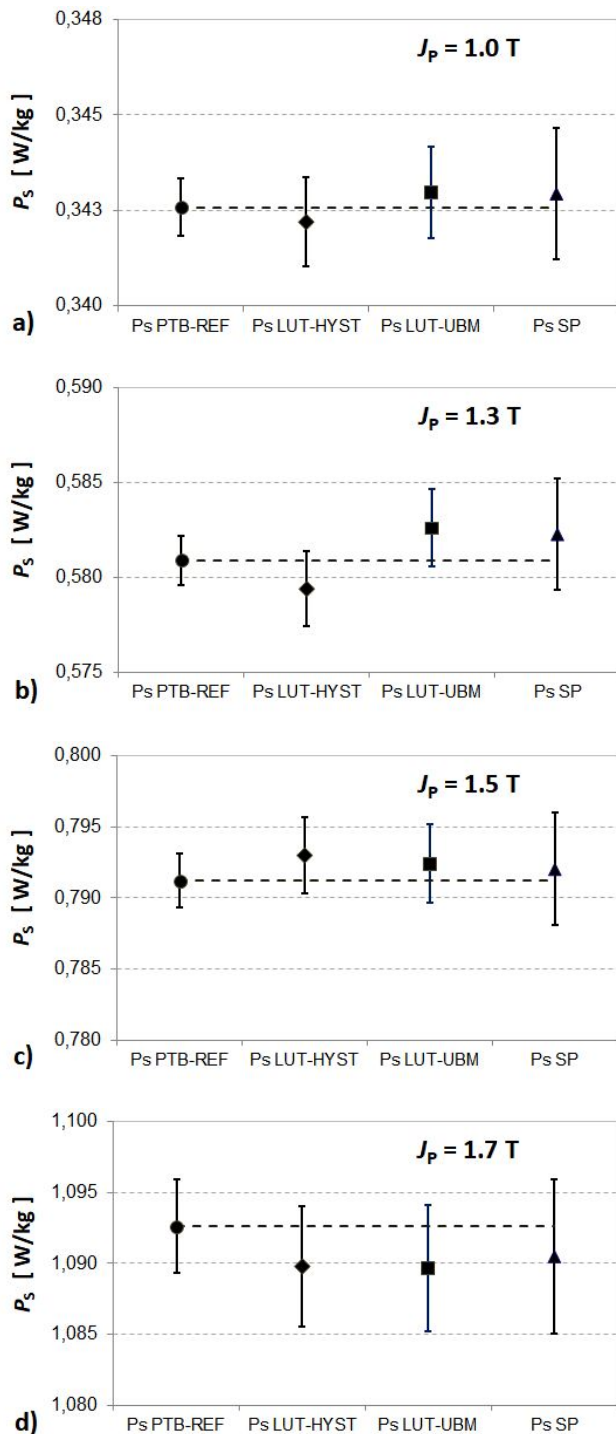 0,348
J_P = 1.0 T
0,345
P_S [ W/kg ]
0,343
0,340
a)
Ps PTB-REF Ps LUT-HYST Ps LUT-UBM Ps SP
0,590
J_P = 1.3 T
0,585
P_S [ W/kg ]
0,580
0,575
b)
Ps PTB-REF Ps LUT-HYST Ps LUT-UBM Ps SP
0,800
J_P = 1.5 T
0,795
P_S [ W/kg ]
0,790
0,785
0,780
c)
Ps PTB-REF Ps LUT-HYST Ps LUT-UBM Ps SP
1,100
J_P = 1.7 T
1,095
P_S [ W/kg ]
1,090
1,085
1,080
d)
Ps PTB-REF Ps LUT-HYST Ps LUT-UBM Ps SP